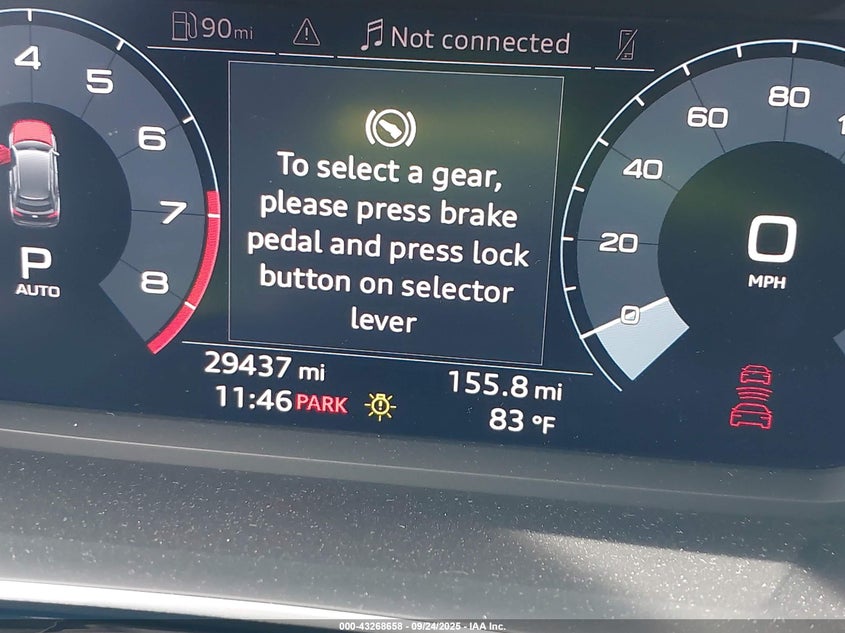 90mi
Not connected
4
5
6
7
8
P
AUTO
To select a gear,
please press brake
pedal and press lock
button on selector
lever
0
20
40
60
80
0
MPH
29437 mi
155.8 mi
11:46 PARK
83 °F
000-43268658 - 09/24/2025 - IAA Inc.